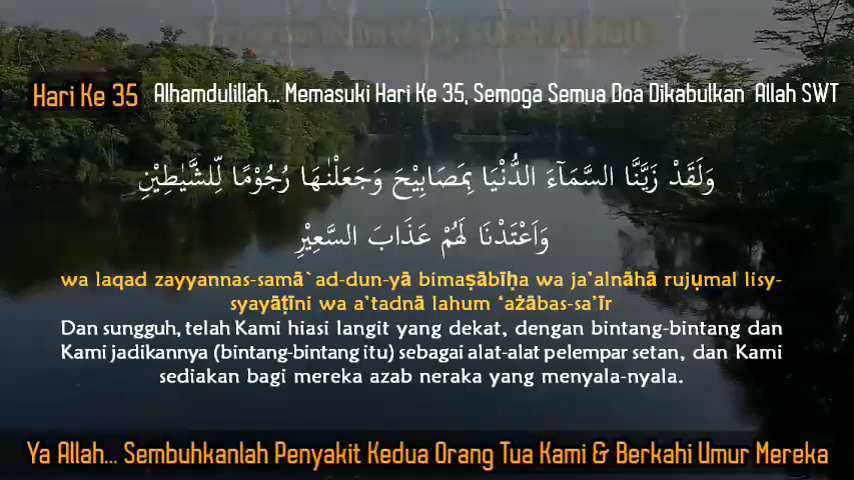 Hari Ke 35 Alhamdulillah... Memasuki Hari Ke 35, Semoga Semua Doa Dikabulkan Allah SWT
وَلَقَدْ زَيَّنَّا السَّمَآءَ الدُّنْيَا بِمَصَابِيْحَ وَجَعَلْنٰهَا رُجُوْمًا لِّلشَّيٰطِيْنِ
وَاَعْتَدْنَا لَهُمْ عَذَابَ السَّعِيْرِ
wa laqad zayyannas-samā`ad-dun-yā bimaṣābīḥa wa ja’alnāhā rujụmal lisy-
syayāṭīni wa a’tadnā lahum ‘ażābas-sa’īr
Dan sungguh, telah Kami hiasi langit yang dekat, dengan bintang-bintang dan
Kami jadikannya (bintang-bintang itu) sebagai alat-alat pelempar setan, dan Kami
sediakan bagi mereka azab neraka yang menyala-nyala.
Ya Allah... Sembuhkanlah Penyakit Kedua Orang Tua Kami & Berkahi Umur Mereka